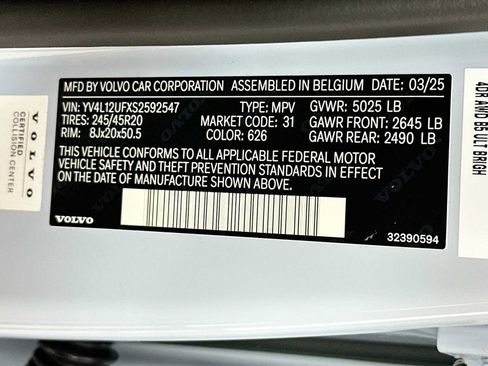 MFD BY VOLVO CAR CORPORATION ASSEMBLED IN BELGIUM DATE: 03/25
VIN: YV4L12UFXS2592547 TYPE: MPV GVWR: 5025 LB
TIRES: 245/45R20 MARKET CODE: 31 GAWR FRONT: 2645 LB
RIM: 8Jx20x50.5 COLOR: 626 GAWR REAR: 2490 LB
THIS VEHICLE CONFORMS TO ALL APPLICABLE FEDERAL MOTOR
VEHICLE SAFETY AND THEFT PREVENTION STANDARDS IN EFFECT
ON THE DATE OF MANUFACTURE SHOWN ABOVE.
VOLVO
32390594
VOLVO
CERTIFIED
COLLISION CENTER
4DR AWD B5 ULT BRIGH